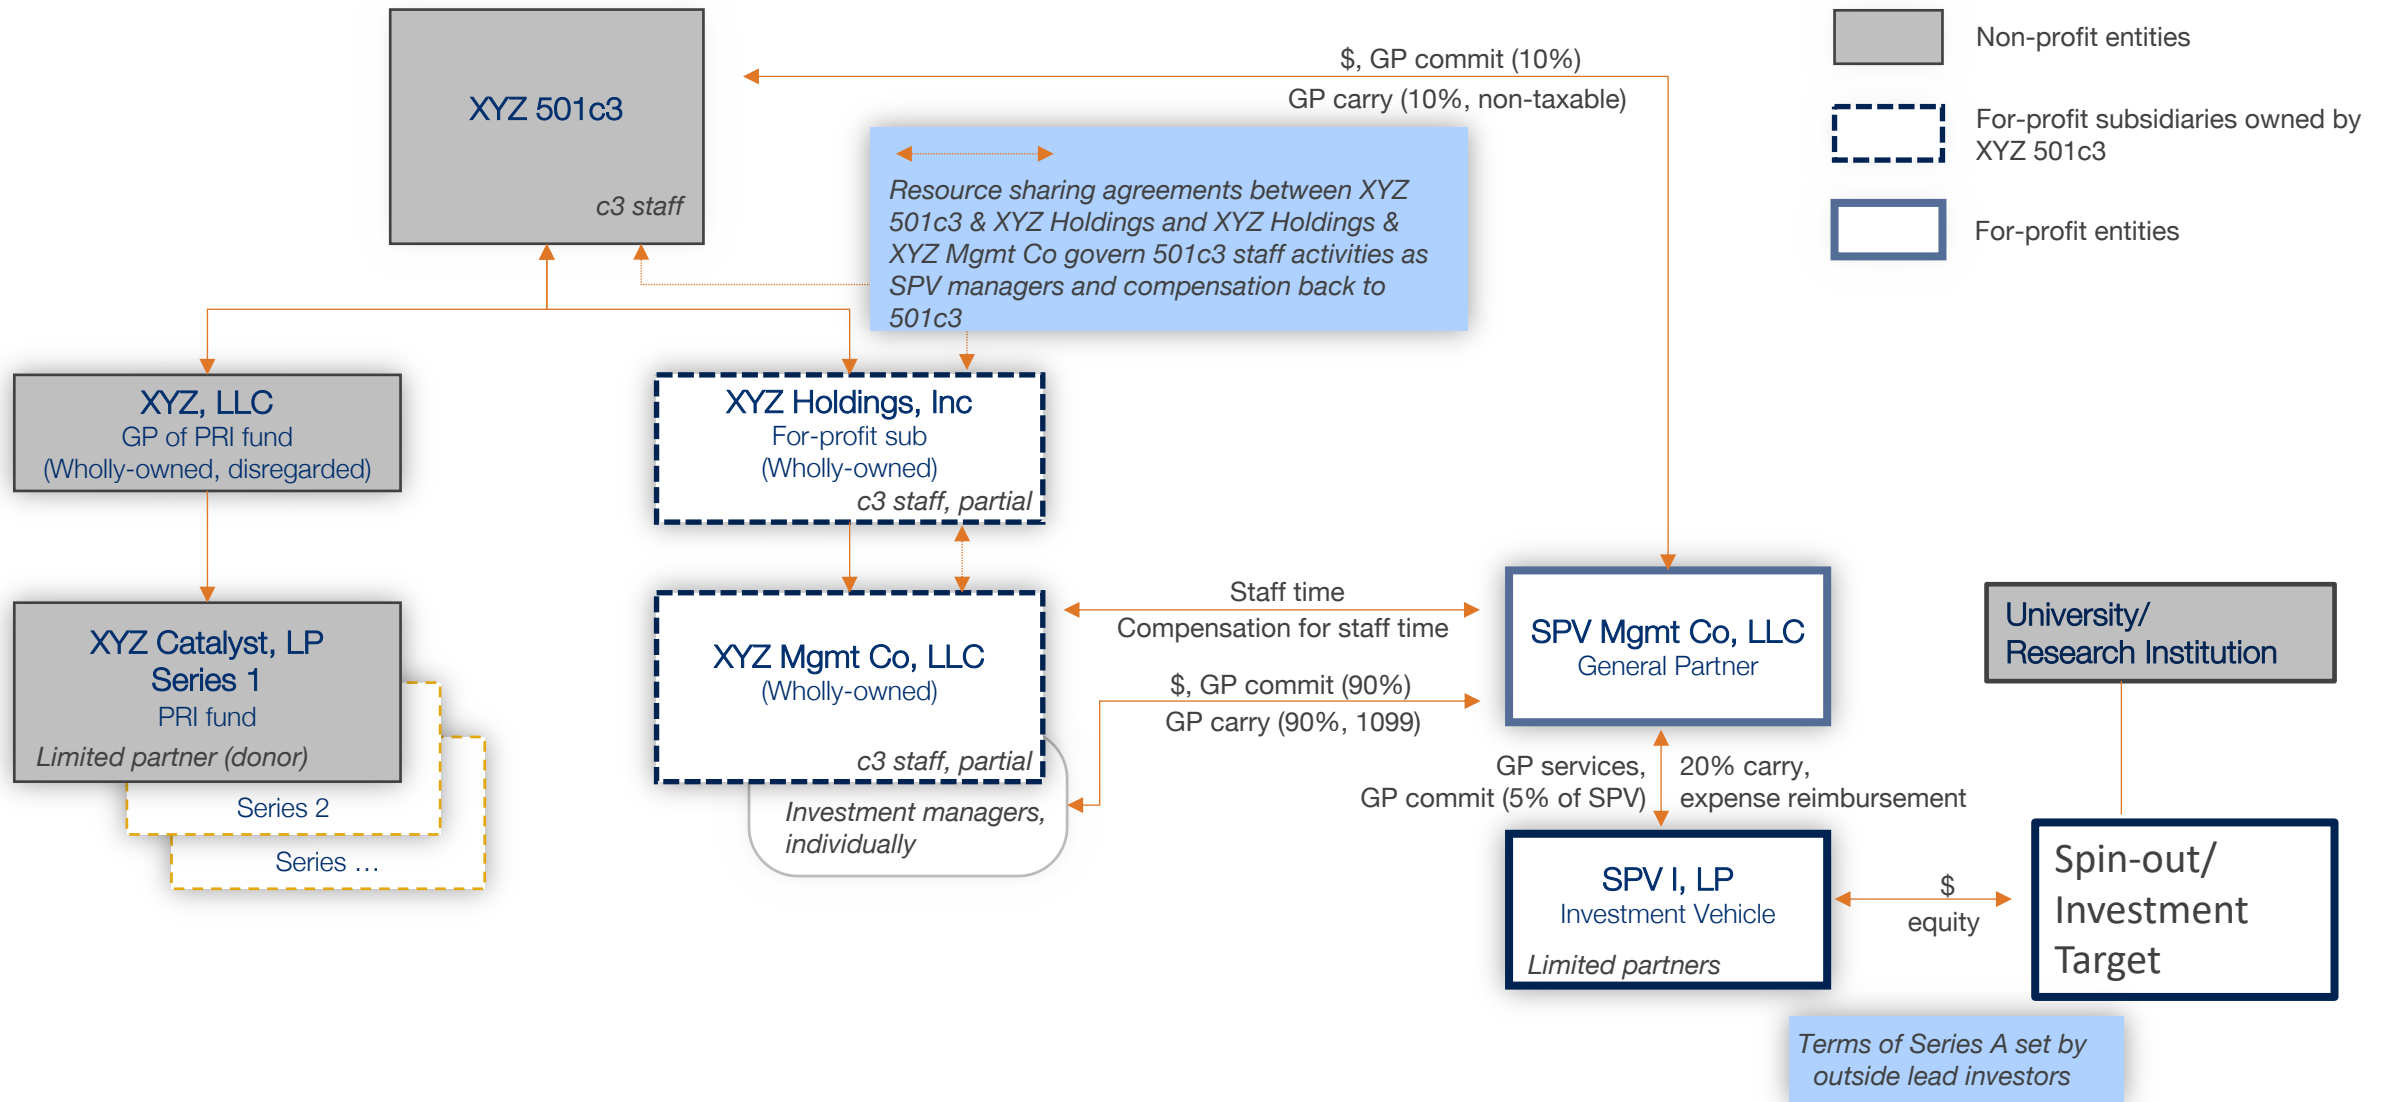 XYZ 501c3
c3 staff
$, GP commit (10%)
GP carry (10%, non-taxable)
Non-profit entities
For-profit subsidiaries owned by
XYZ 501c3
For-profit entities
Resource sharing agreements between XYZ
501c3 & XYZ Holdings and XYZ Holdings &
XYZ Mgmt Co govern 501c3 staff activities as
SPV managers and compensation back to
501c3
XYZ, LLC
GP of PRI fund
(Wholly-owned, disregarded)
XYZ Holdings, Inc
For-profit sub
(Wholly-owned)
c3 staff, partial
XYZ Catalyst, LP
Series 1
PRI fund
Limited partner (donor)
Series 2
Series ...
XYZ Mgmt Co, LLC
(Wholly-owned)
c3 staff, partial
Investment managers,
individually
Staff time
Compensation for staff time
$, GP commit (90%)
GP carry (90%, 1099)
SPV Mgmt Co, LLC
General Partner
GP services,
GP commit (5% of SPV)
20% carry,
expense reimbursement
SPV I, LP
Investment Vehicle
Limited partners
$
equity
University/
Research Institution
Spin-out/
Investment
Target
Terms of Series A set by
outside lead investors